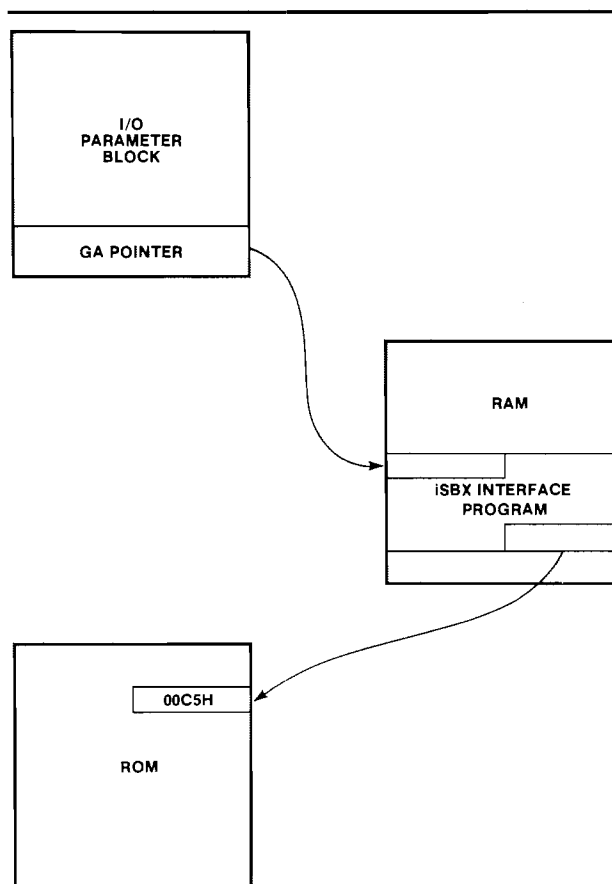 I/O
PARAMETER
BLOCK
GA POINTER
RAM
iSBX INTERFACE
PROGRAM
00C5H
ROM